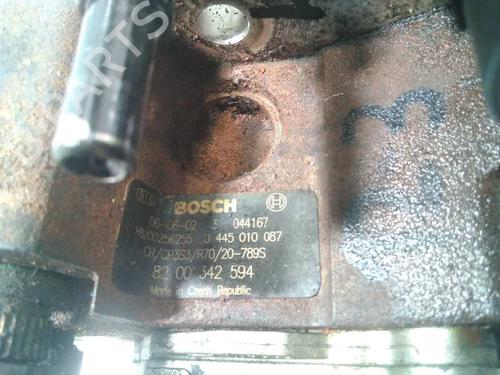 BOSCH
06-06-02 3 044167
H8200256255 0 445 010 087
CR/CP3S3/R70/20-789S
82 00 342 594
Made in Czech Republic